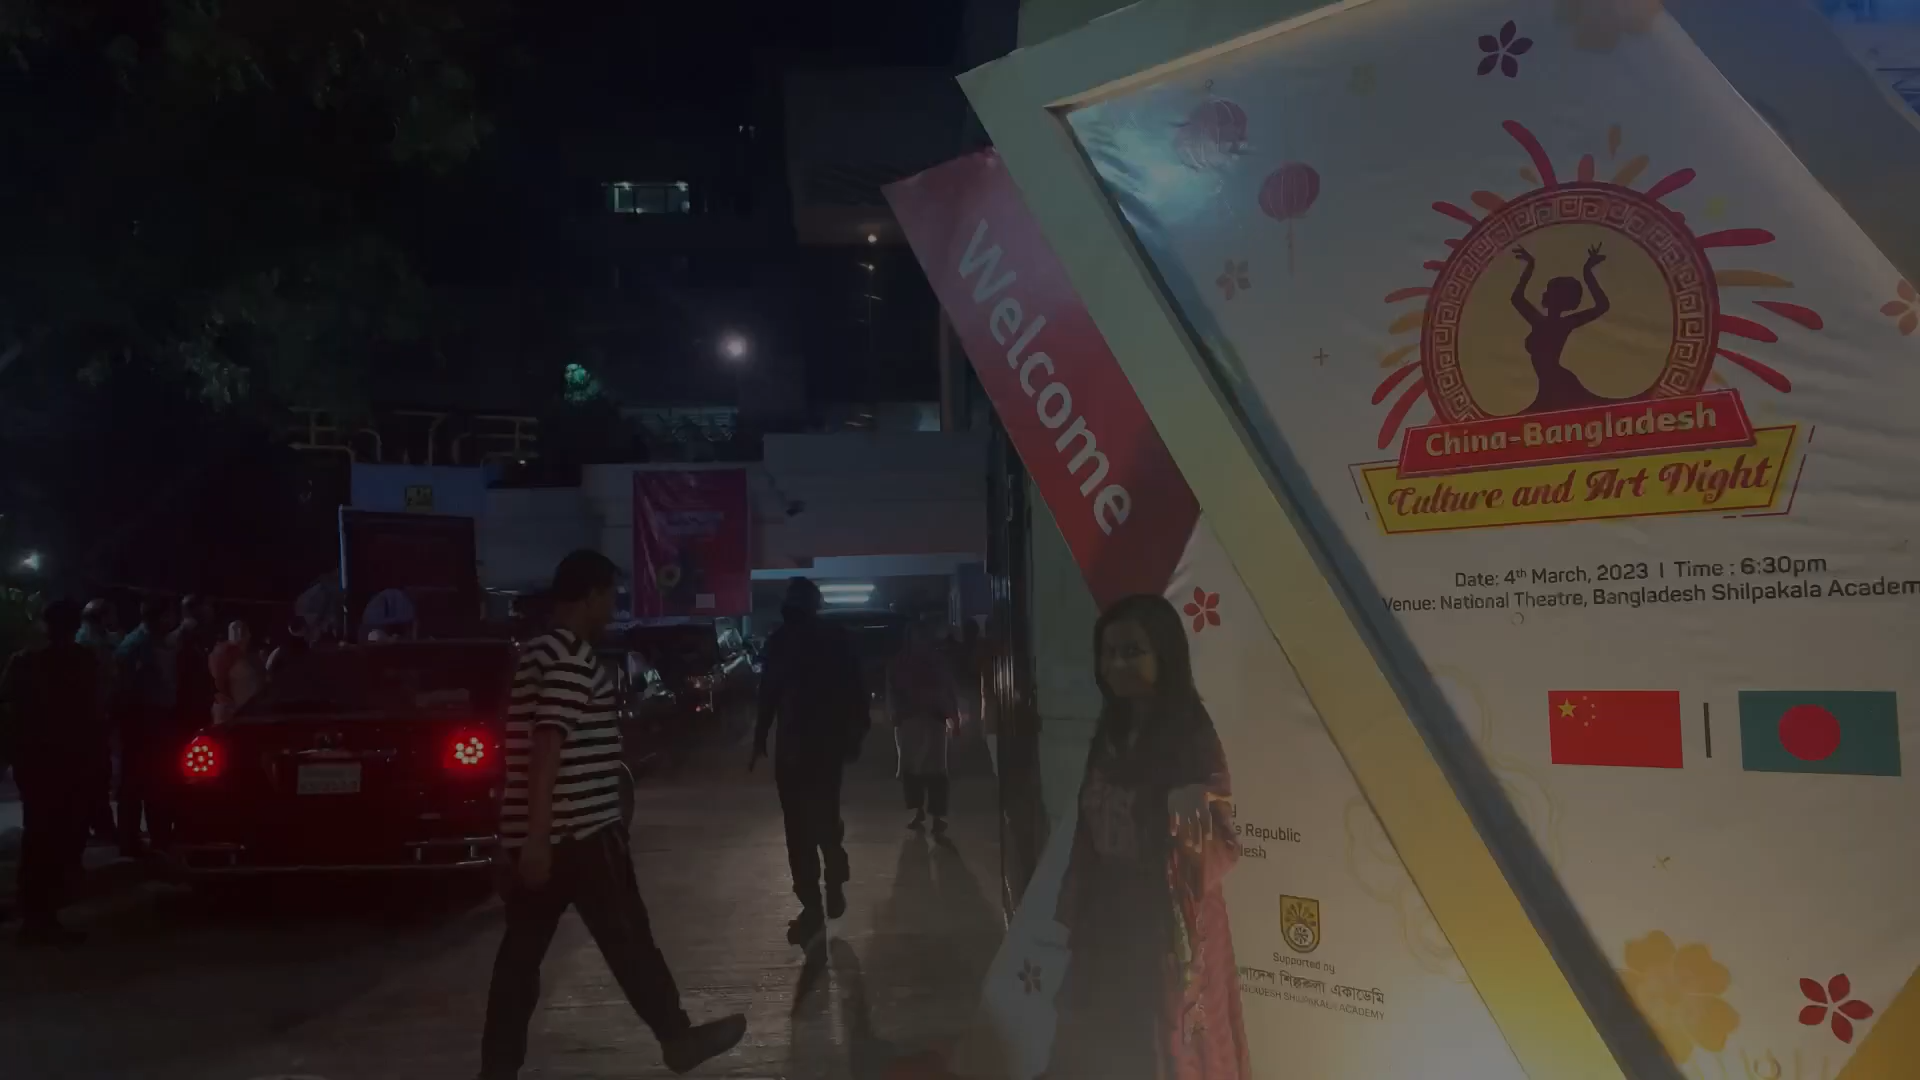 Welcome
China-Bangladesh
Culture and Art Night
Date: 4th March, 2023 | Time : 6:30pm
Venue: National Theatre, Bangladesh Shilpakala Academ
's Republic
desh
Supported by
লাদেশ শিল্পকলা একাডেমি
NGLADESH SHILPAKALA ACADEMY